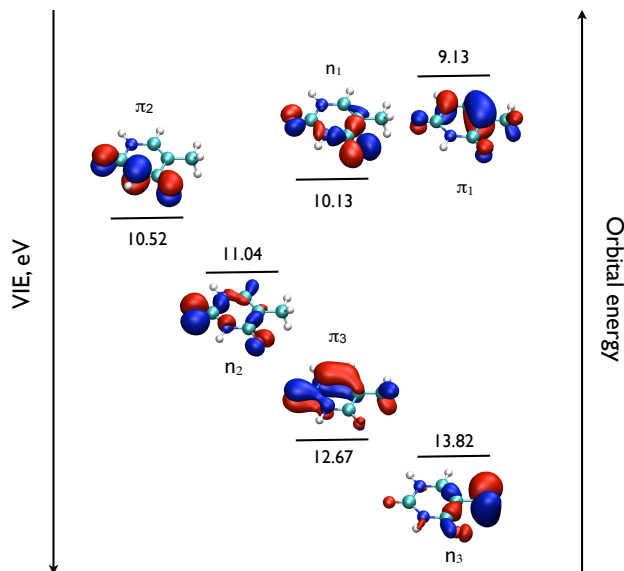 9.13
n1
π2
π1
10.13
10.52
11.04
VIE, eV
Orbital energy
n2
π3
12.67
13.82
n3